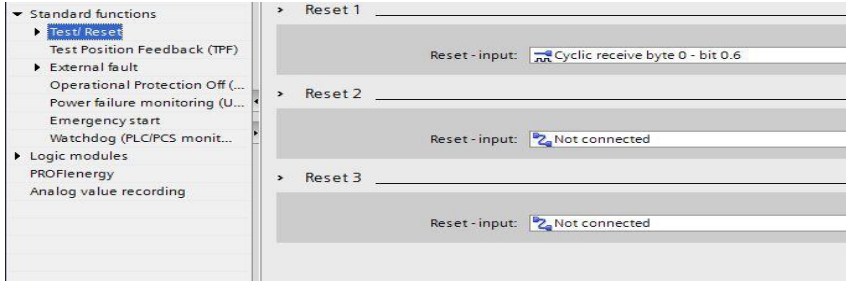 Standard functions
Test/ Reset
Test Position Feedback (TPF)
External fault
Operational Protection Off (...
Power failure monitoring (U...
Emergency start
Watchdog (PLC/PCS monit...
Logic modules
PROFIenergy
Analog value recording
Reset 1
Reset - input: Cyclic receive byte 0 - bit 0.6
Reset 2
Reset - input: Not connected
Reset 3
Reset - input: Not connected